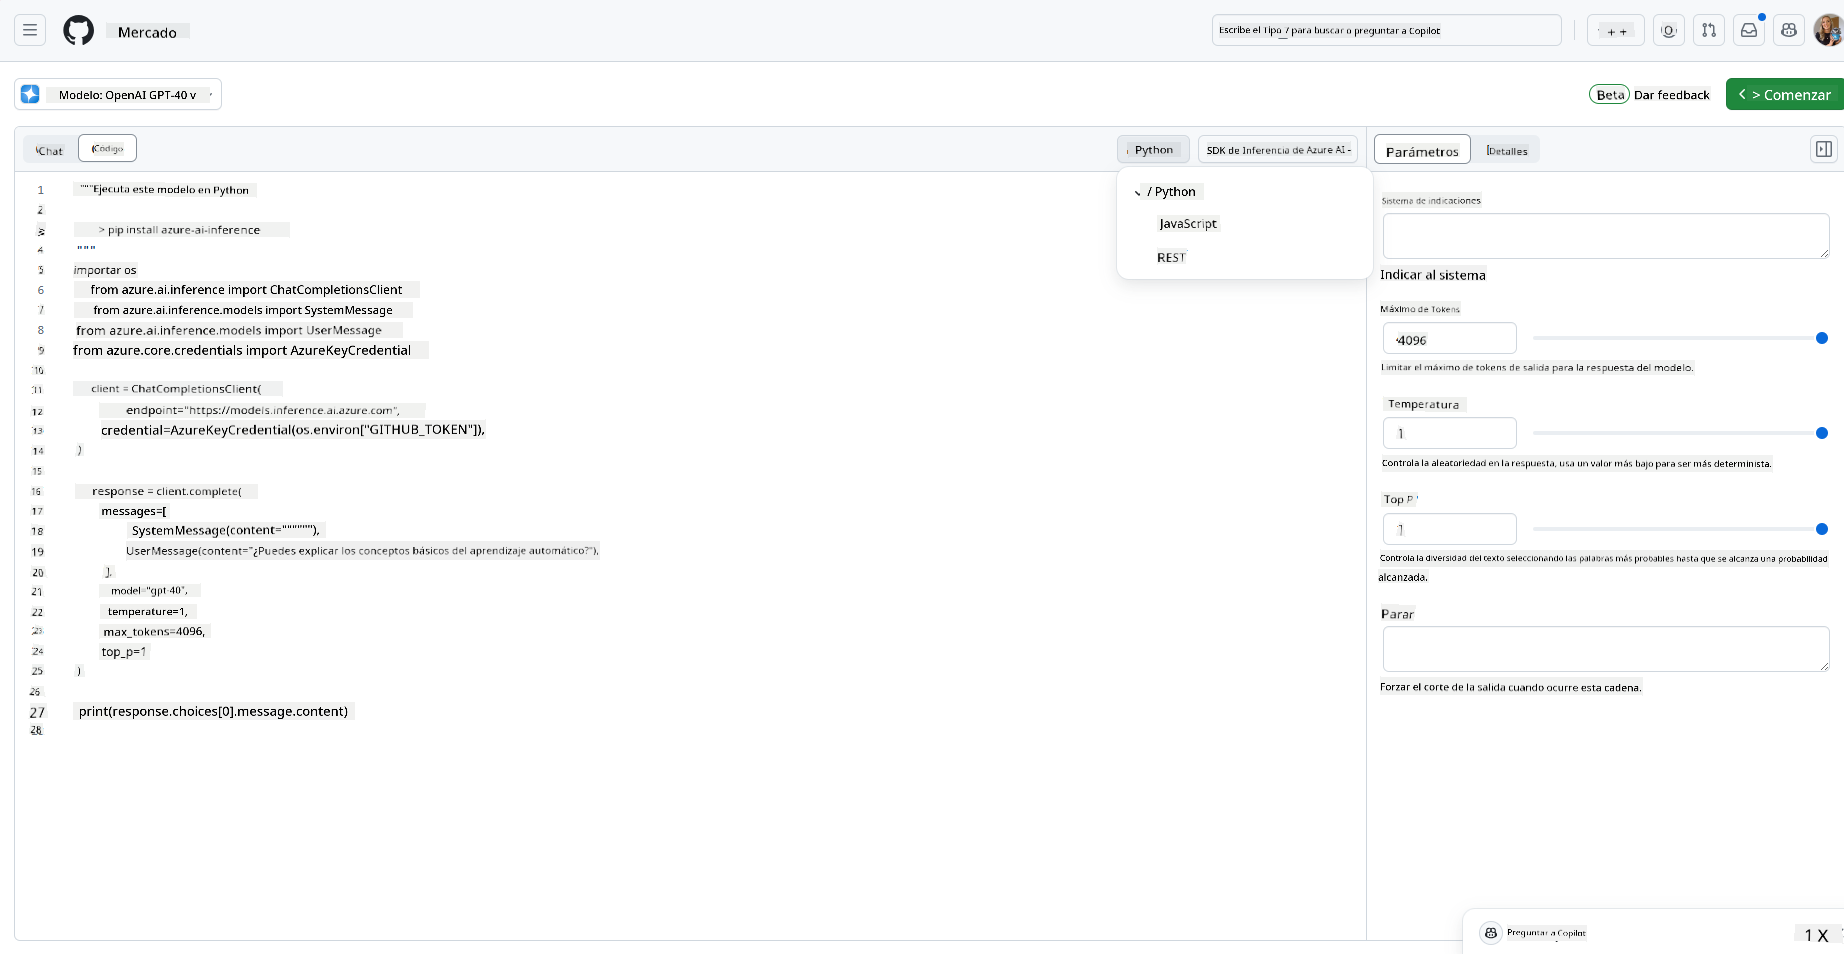 Mercado
Escribe el Tipo_/ para buscar o preguntar a Copilot
Modelo: OpenAI GPT-40 v
Beta Dar feedback
< > Comenzar
Chat
Código
Python
SDK de Inferencia de Azure AI -
Parámetros
Detalles
/ Python
JavaScript
REST
1 """Ejecuta este modelo en Python
2
> pip install azure-ai-inference
4 """
importar os
6 from azure.ai.inference import ChatCompletionsClient
7 from azure.ai.inference.models import SystemMessage
8 from azure.ai.inference.models import UserMessage
9 from azure.core.credentials import AzureKeyCredential
10
11 client = ChatCompletionsClient(
12 endpoint="https://models.inference.ai.azure.com",
13 credential=AzureKeyCredential(os.environ["GITHUB_TOKEN"]),
14 )
15
16 response = client.complete(
17 messages=[
18 SystemMessage(content=""""""),
19 UserMessage(content="¿Puedes explicar los conceptos básicos del aprendizaje automático?"),
20 ],
21 model="gpt-40",
22 temperature=1,
23 max_tokens=4096,
24 top_p=1
25 )
26
27 print(response.choices[0].message.content)
28
Sistema de indicaciones
Indicar al sistema
Máximo de Tokens
4096
Limitar el máximo de tokens de salida para la respuesta del modelo.
Temperatura
1
Controla la aleatoriedad en la respuesta, usa un valor más bajo para ser más determinista.
Top P
1
Controla la diversidad del texto seleccionando las palabras más probables hasta que se alcanza una probabilidad
alcanzada.
Parar
Forzar el corte de la salida cuando ocurre esta cadena.
Preguntar a Copilot
1 X